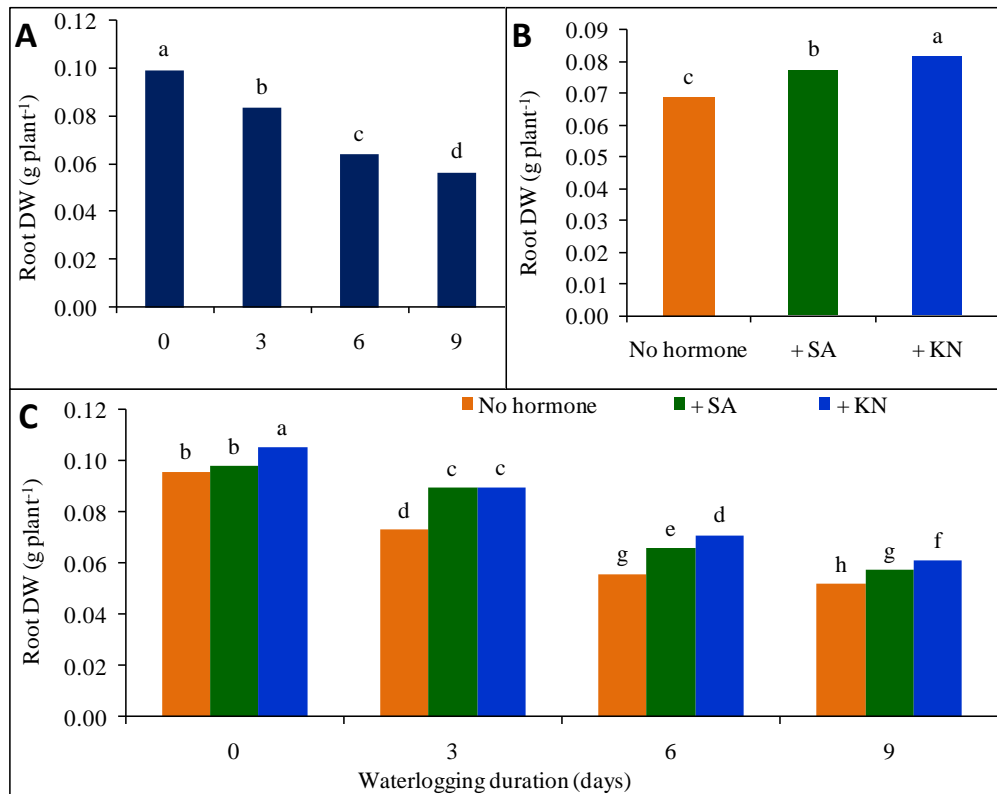 A
Root DW (g plant-1)
0.12
0.10
0.08
0.06
0.04
0.02
0.00
a
b
c
d
0 3 6 9
B
Root DW (g plant-1)
0.09
0.08
0.07
0.06
0.05
0.04
0.03
0.02
0.01
0.00
c
b
a
No hormone + SA + KN
C
No hormone + SA + KN
Root DW (g plant-1)
0.12
0.10
0.08
0.06
0.04
0.02
0.00
b b a
d c c
g e d
h g f
0 3 6 9
Waterlogging duration (days)